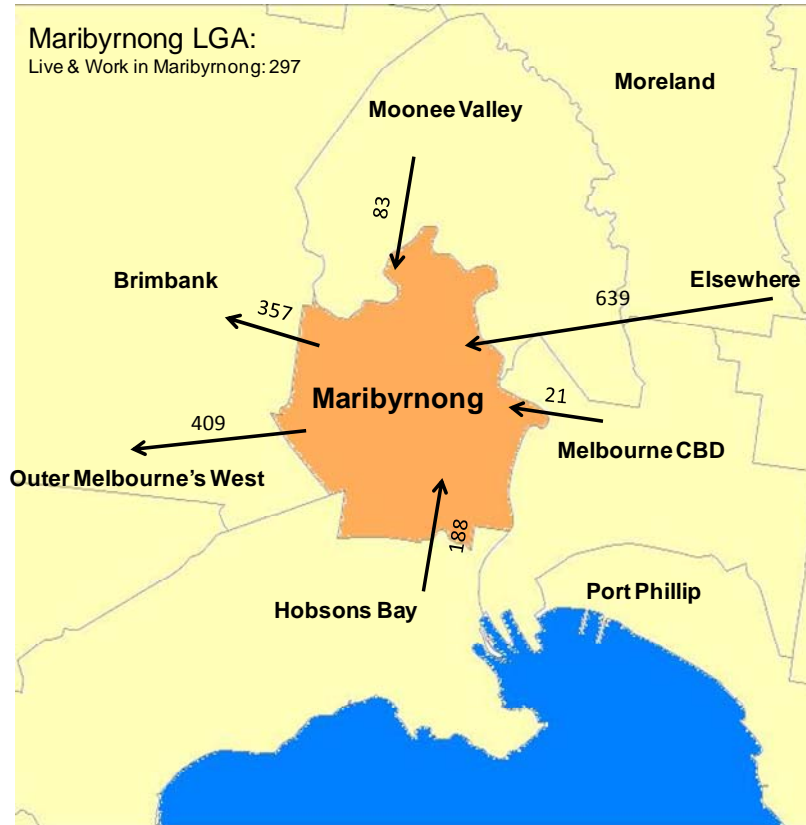 Maribyrnong LGA:
Live & Work in Maribyrnong: 297
Moreland
Moonee Valley
83
Brimbank
Elsewhere
639
357
Maribyrnong
21
409
Melbourne CBD
Outer Melbourne's West
188
Port Phillip
Hobsons Bay